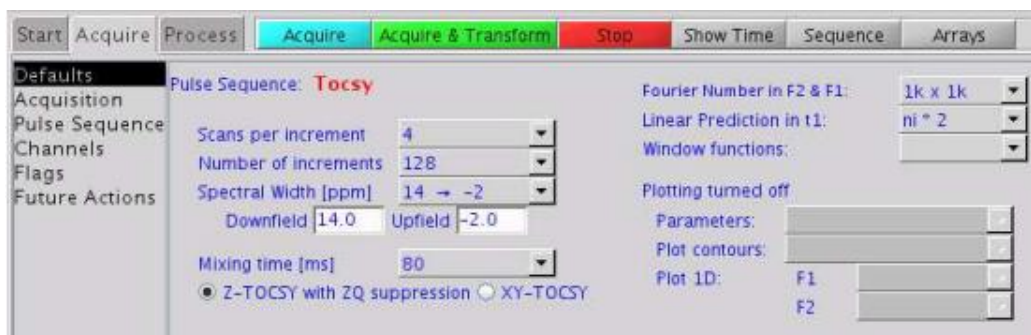 Start Acquire Process Acquire Acquire & Transform Stop Show Time Sequence Arrays
Defaults
Acquisition
Pulse Sequence
Channels
Flags
Future Actions
Pulse Sequence: Tocsy
Scans per increment 4
Number of increments 128
Spectral Width [ppm] 14 → -2
Downfield 14.0 Upfield -2.0
Mixing time [ms] 80
Z-TOCSY with ZQ suppression XY-TOCSY
Fourier Number in F2 & F1: 1k x 1k
Linear Prediction in t1: ni * 2
Window functions:
Plotting turned off
Parameters:
Plot contours:
Plot 1D: F1
F2